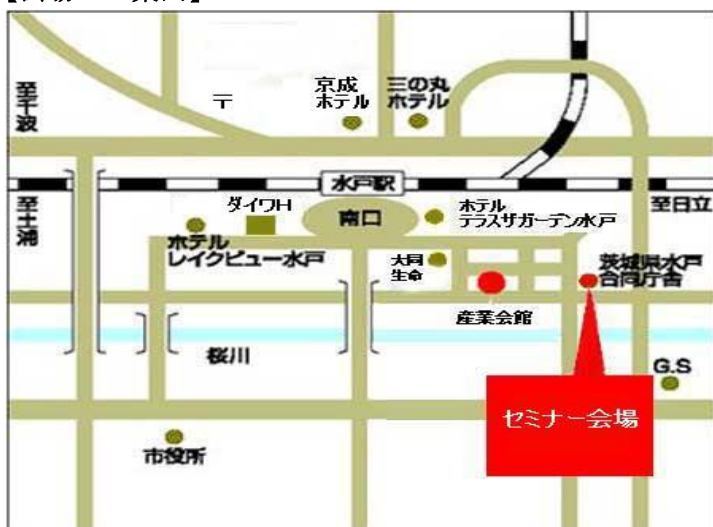 至千波
〒
京成
ホテル
三の丸
ホテル
水戸駅
至土浦
ダイワH
南口
ホテル
テラスザガーデン水戸
至日立
ホテル
レイクビュー水戸
大同
生命
茨城県水戸
合同庁舎
産業会館
桜川
G.S
セミナー会場
市役所